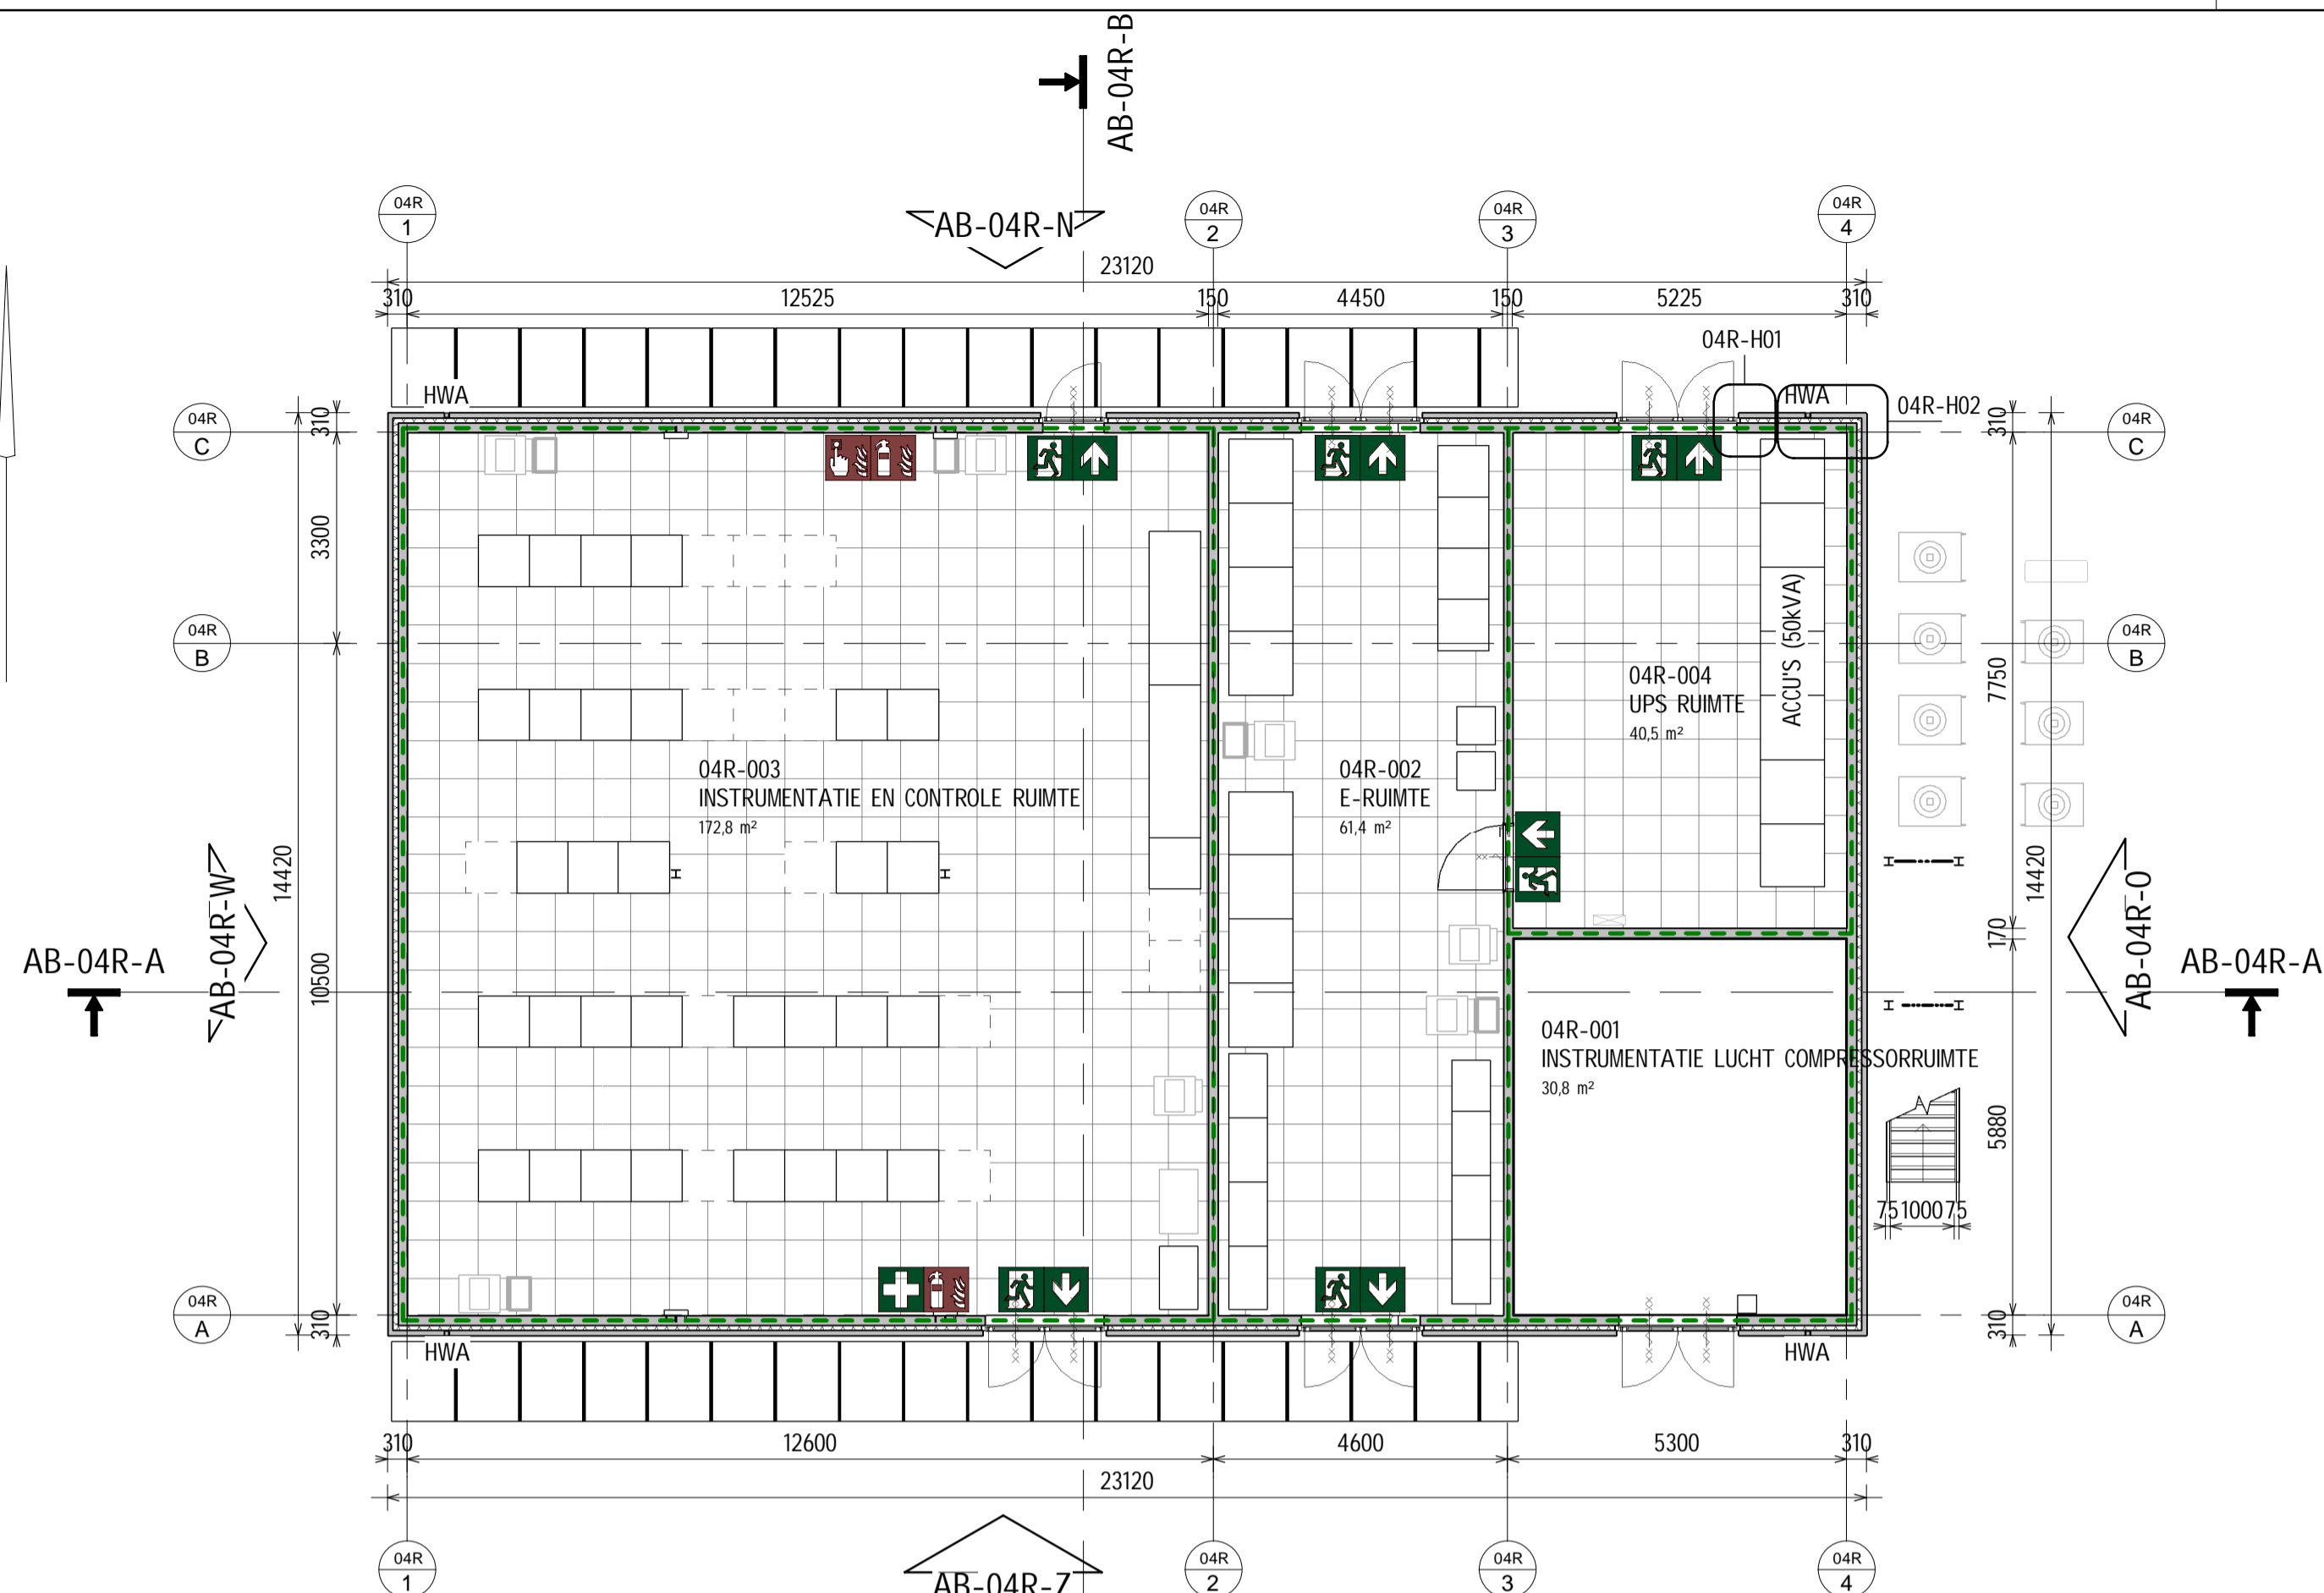 AB-04R-B
04R
1
04R
2
04R
3
04R
4
AB-04R-N
23120
310
12525
150
4450
150
5225
310
04R-H01
HWA
HWA
04R-H02
04R
C
04R
C
310
310
3300
04R
B
04R
B
ACCU'S (50KVA)
04R-004
UPS RUIMTE
40,5 m²
7750
04R-003
INSTRUMENTATIE EN CONTROLE RUIMTE
172,8 m²
04R-002
E-RUIMTE
61,4 m²
14420
14420
AB-04R-W
AB-04R-O
170
AB-04R-A
AB-04R-A
10500
04R-001
INSTRUMENTATIE LUCHT COMPRESSORRUIMTE
30,8 m²
5880
75
1000
75
04R
A
04R
A
310
310
HWA
HWA
310
12600
4600
5300
310
23120
AB-04R-Z
04R
1
04R
2
04R
3
04R
4